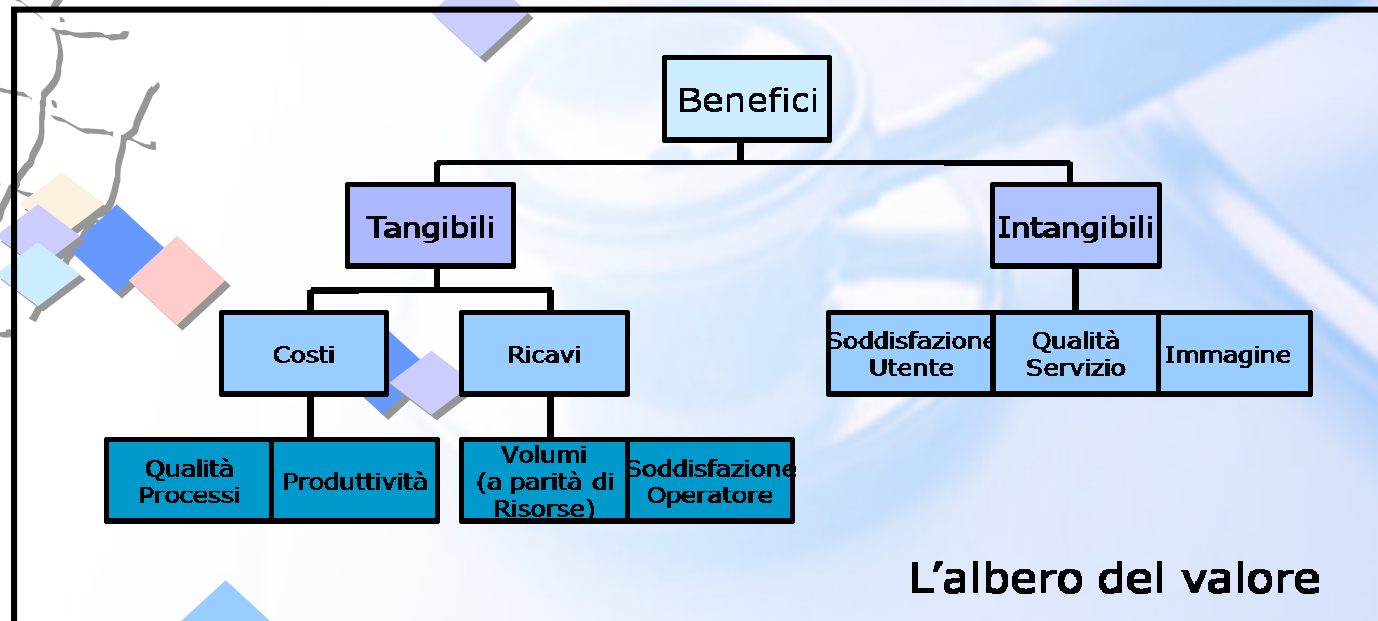 Benefici
Tangibili
Intangibili
Costi
Ricavi
Soddisfazione
Utente
Qualità
Servizio
Immagine
Qualità
Processi
Produttività
Volumi
(a parità di
Risorse)
Soddisfazione
Operatore
L’albero del valore